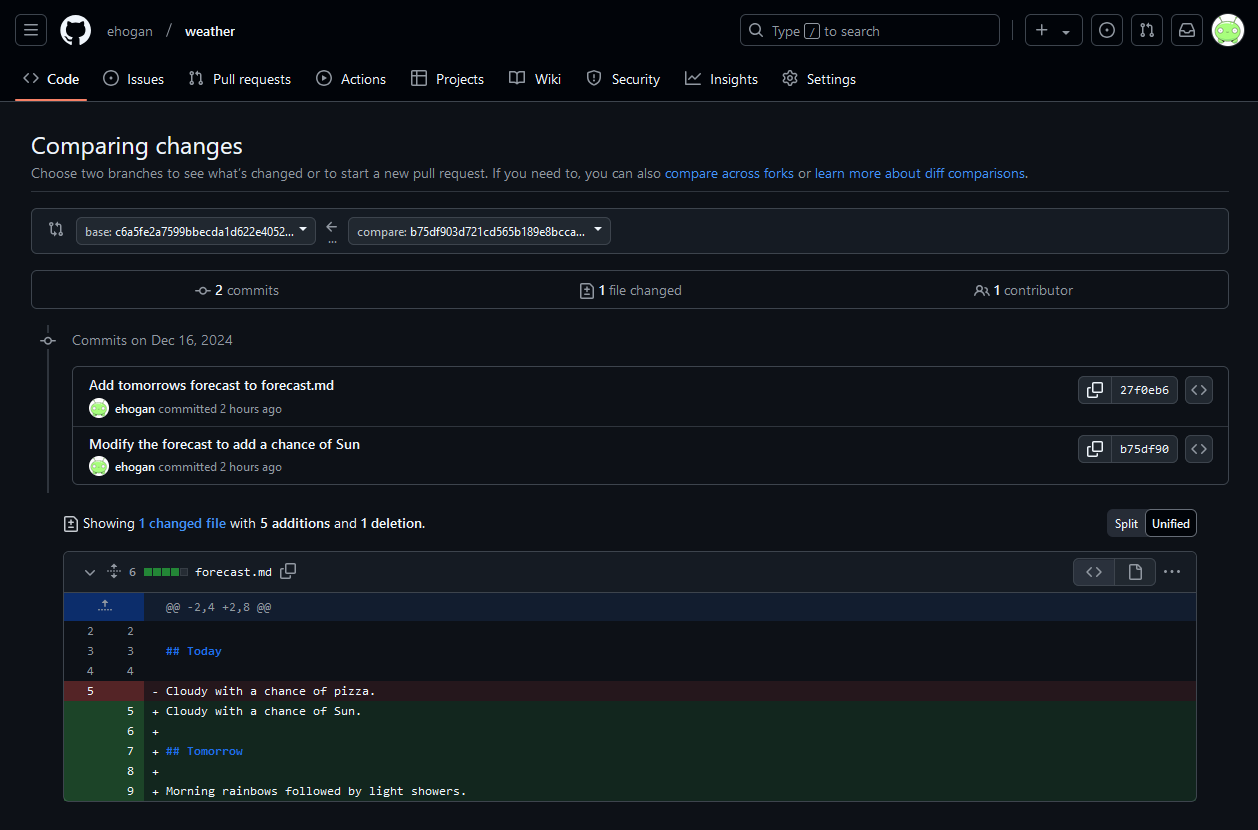 ehogan / weather
Type / to search
Code Issues Pull requests Actions Projects Wiki Security Insights Settings
Comparing changes
Choose two branches to see what's changed or to start a new pull request. If you need to, you can also compare across forks or learn more about diff comparisons.
base: c6a5fe2a7599bbecda1d622e4052... ← compare: b75df903d721cd565b189e8bcca...
...
2 commits 1 file changed 1 contributor
Commits on Dec 16, 2024
Add tomorrows forecast to forecast.md
27f0eb6
ehogan committed 2 hours ago
Modify the forecast to add a chance of Sun
b75df90
ehogan committed 2 hours ago
Showing 1 changed file with 5 additions and 1 deletion.
Split Unified
6 forecast.md
@@ -2,4 +2,8 @@
2 2
3 3 ## Today
4 4
5 - Cloudy with a chance of pizza.
5 + Cloudy with a chance of Sun.
6 +
7 + ## Tomorrow
8 +
9 + Morning rainbows followed by light showers.